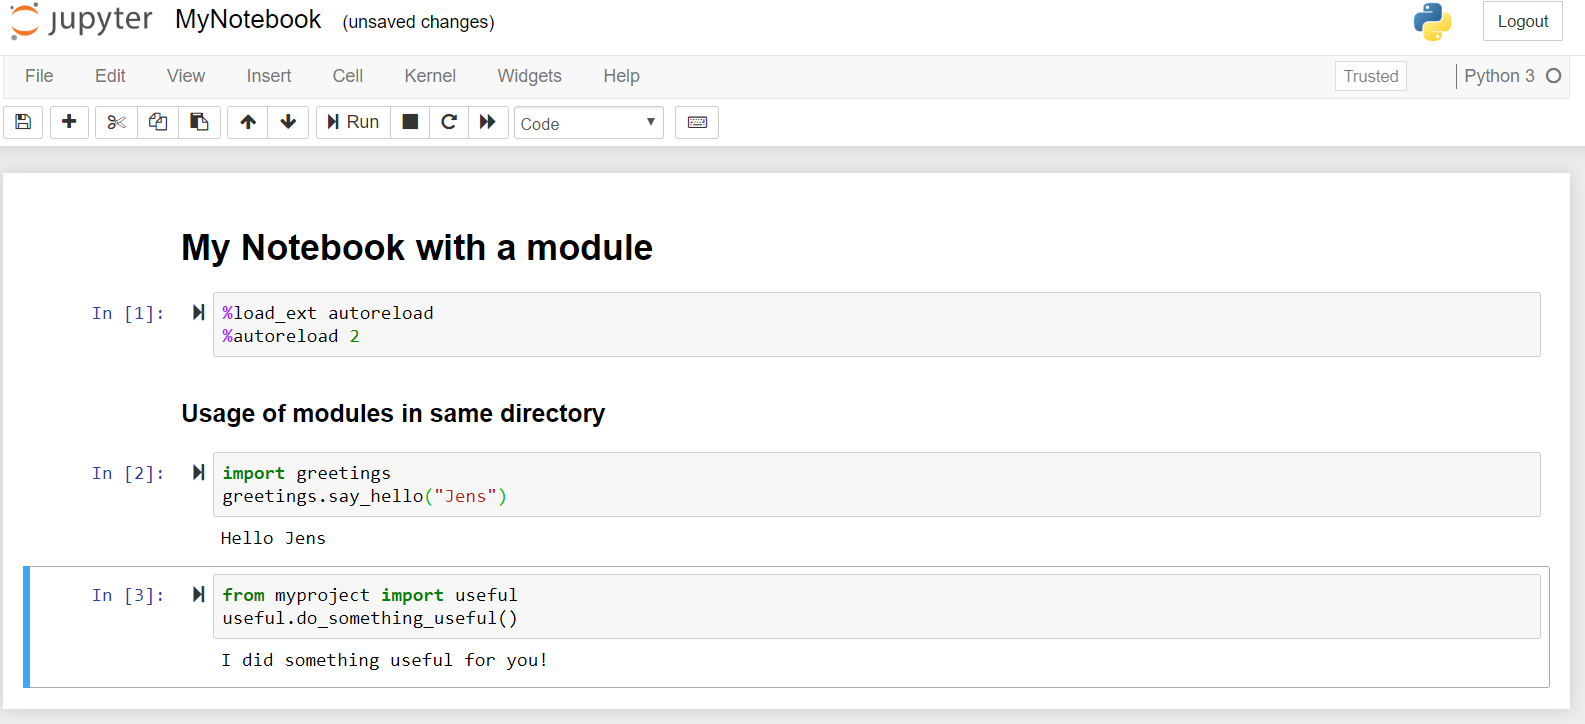 jupyter MyNotebook (unsaved changes) Logout
File Edit View Insert Cell Kernel Widgets Help Trusted Python 3
Run Code
My Notebook with a module
In [1]: %load_ext autoreload
%autoreload 2
Usage of modules in same directory
In [2]: import greetings
greetings.say_hello("Jens")
Hello Jens
In [3]: from myproject import useful
useful.do_something_useful()
I did something useful for you!